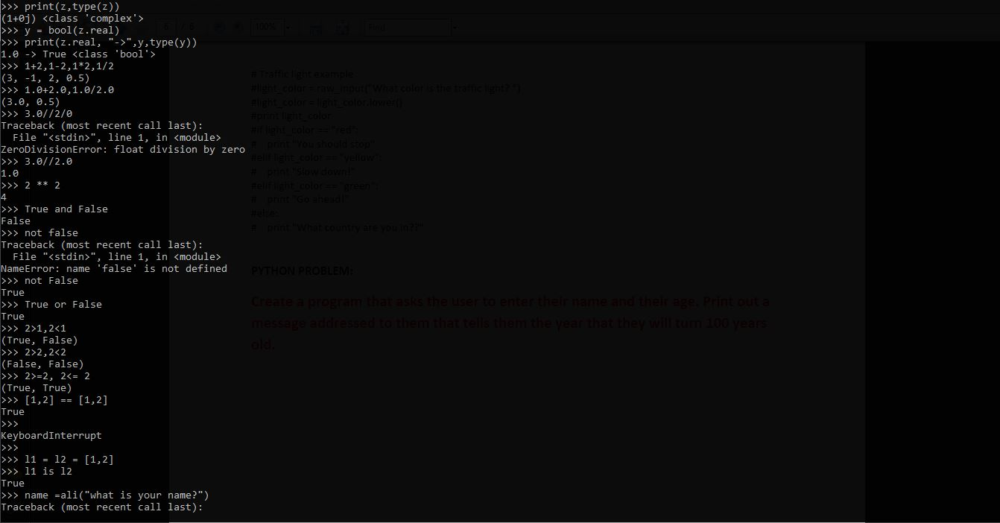 >>> print(z,type(z))
(1+0j) <class 'complex'>
>>> y = bool(z.real)
>>> print(z.real, "->",y,type(y))
1.0 -> True <class 'bool'>
>>> 1+2,1-2,1*2,1/2
(3, -1, 2, 0.5)
>>> 1.0+2.0,1.0/2.0
(3.0, 0.5)
>>> 3.0//2/0
Traceback (most recent call last):
  File "<stdin>", line 1, in <module>
ZeroDivisionError: float division by zero
>>> 3.0//2.0
1.0
>>> 2 ** 2
4
>>> True and False
False
>>> not false
Traceback (most recent call last):
  File "<stdin>", line 1, in <module>
NameError: name 'false' is not defined
>>> not False
True
>>> True or False
True
>>> 2>1,2<1
(True, False)
>>> 2>2,2<2
(False, False)
>>> 2>=2, 2<= 2
(True, True)
>>> [1,2] == [1,2]
True
>>>
KeyboardInterrupt
>>>
>>> l1 = l2 = [1,2]
>>> l1 is l2
True
>>> name =ali("what is your name?")
Traceback (most recent call last):
6 / 6 100% Find
# Traffic light example
#light_color = raw_input("What color is the traffic light? ")
#light_color = light_color.lower()
#print light_color
#if light_color == "red":
#    print "You should stop"
#elif light_color == "yellow":
#    print "Slow down!"
#elif light_color == "green":
#    print "Go ahead!"
#else:
#    print "What country are you in??"
PYTHON PROBLEM:
Create a program that asks the user to enter their name and their age. Print out a
message addressed to them that tells them the year that they will turn 100 years
old.